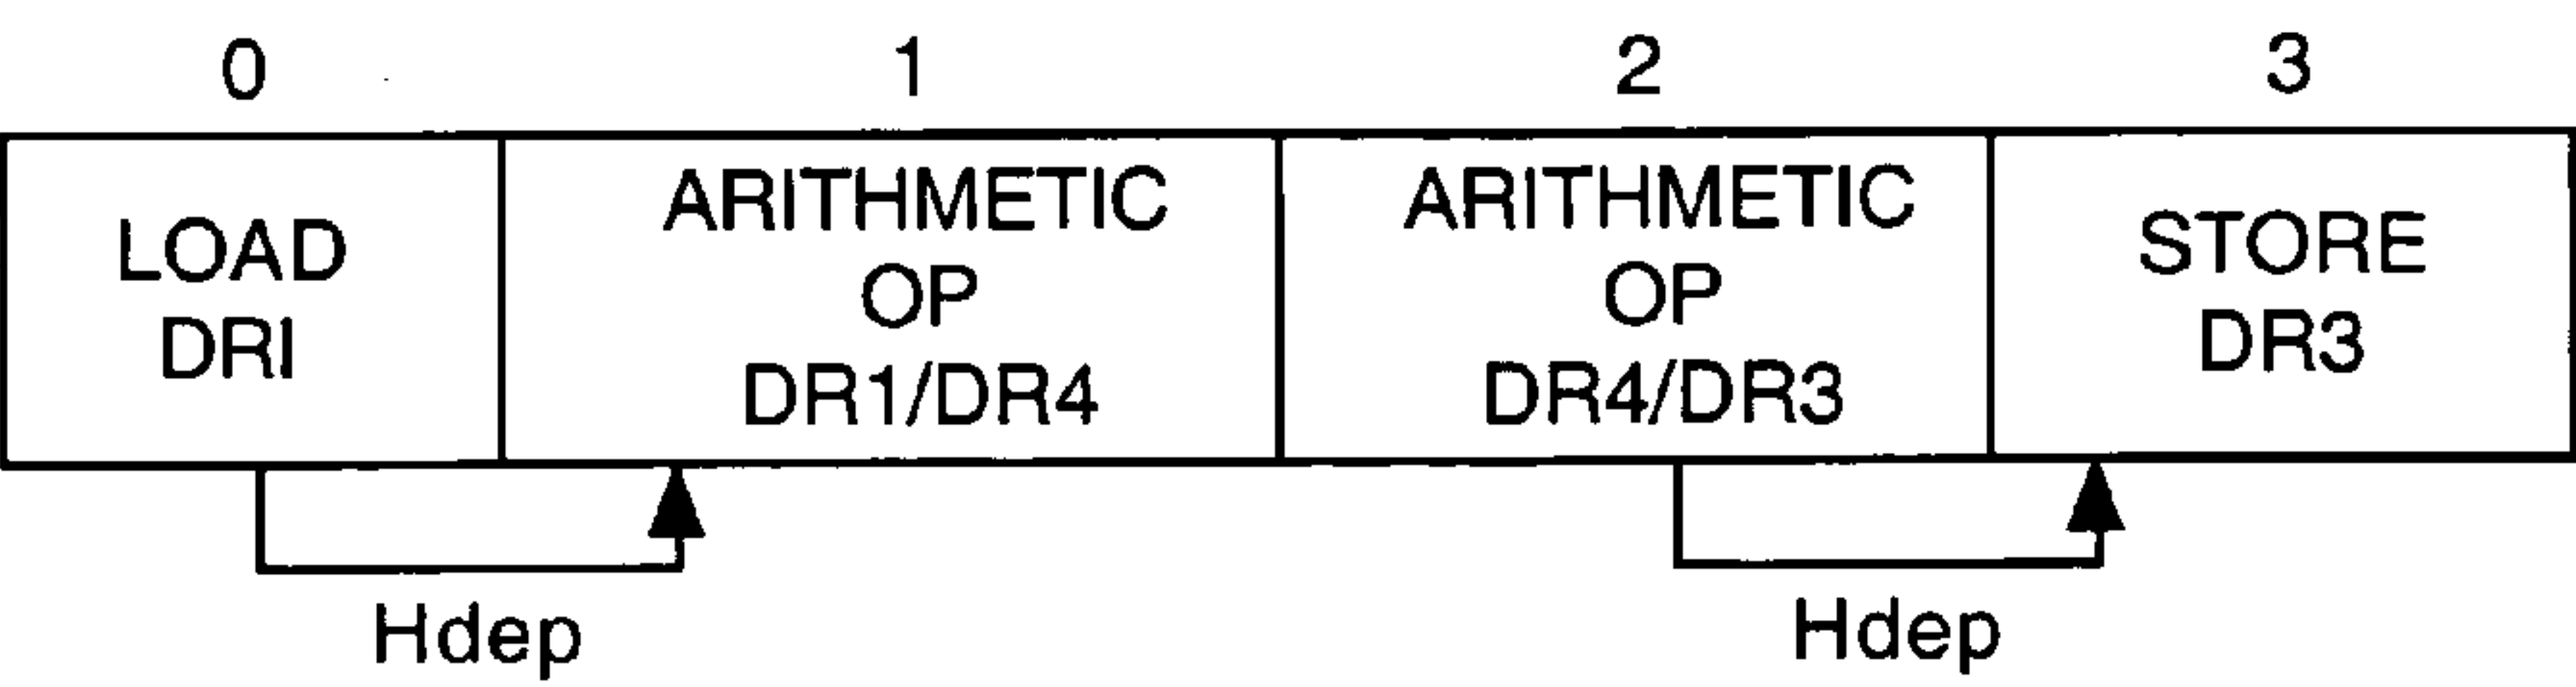 0 1 2 3
LOAD
DRI
ARITHMETIC
OP
DR1/DR4
ARITHMETIC
OP
DR4/DR3
STORE
DR3
Hdep Hdep